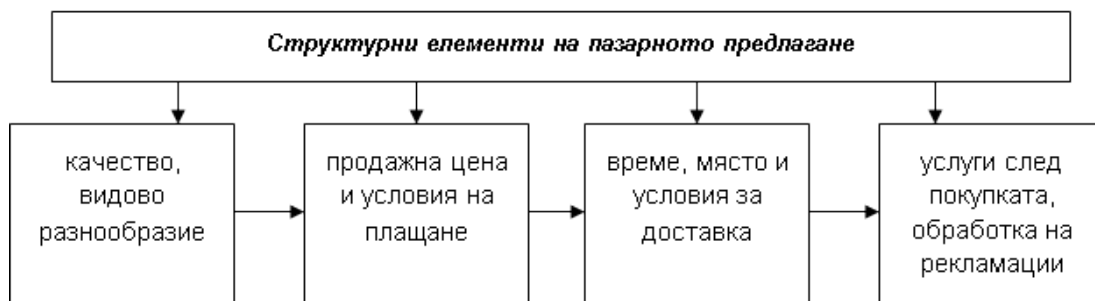 Структурни елементи на пазарното предлагане
качество,
видово
разнообразие
продажна цена
и условия на
плащане
време, място и
условия за
доставка
услуги след
покупката,
обработка на
рекламации